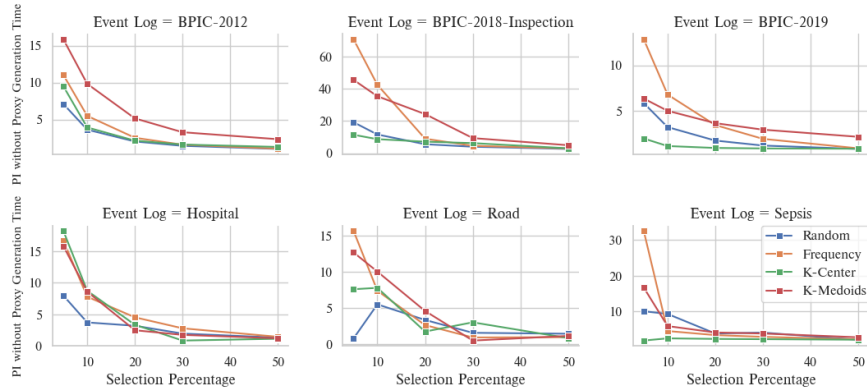 Event Log = BPIC-2012
Event Log = BPIC-2018-Inspection
Event Log = BPIC-2019
PI without Proxy Generation Time
15
10
5
60
40
20
0
10
5
Event Log = Hospital
Event Log = Road
Event Log = Sepsis
PI without Proxy Generation Time
15
10
5
0
15
10
5
0
30
20
10
Random
Frequency
K-Center
K-Medoids
10 20 30 40 50
10 20 30 40 50
10 20 30 40 50
Selection Percentage
Selection Percentage
Selection Percentage